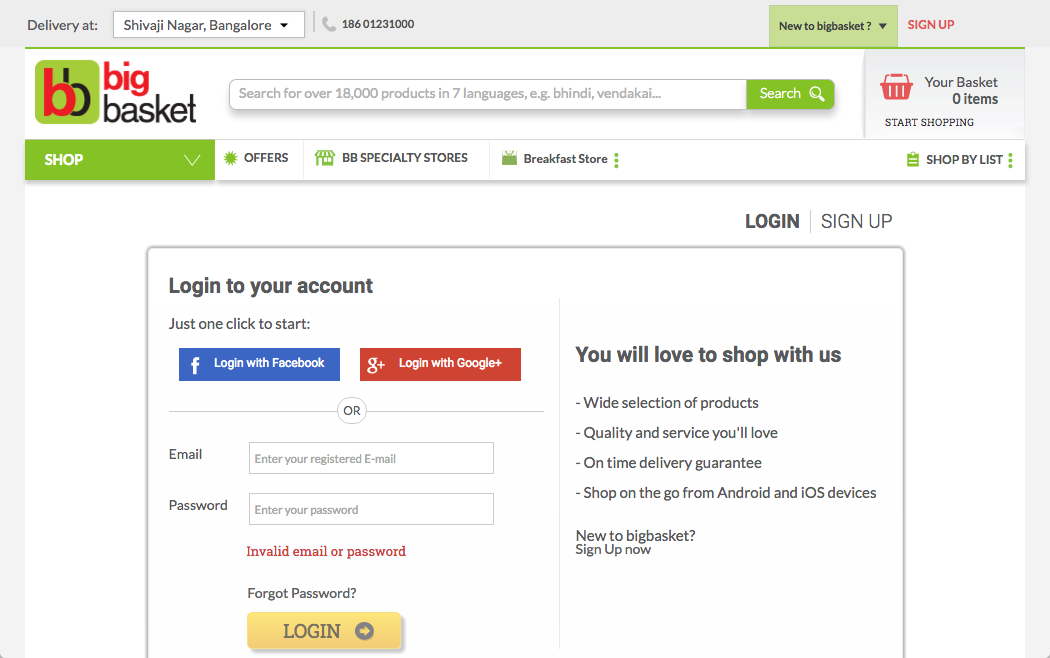 Delivery at:
Shivaji Nagar, Bangalore
186 01231000
New to bigbasket ?
SIGN UP
bb
big
basket
Search for over 18,000 products in 7 languages, e.g. bhindi, vendakai...
Search
Your Basket
0 items
START SHOPPING
SHOP
OFFERS
BB SPECIALTY STORES
Breakfast Store
SHOP BY LIST
LOGIN
SIGN UP
Login to your account
Just one click to start:
f
Login with Facebook
g+
Login with Google+
OR
Email
Enter your registered E-mail
Password
Enter your password
Invalid email or password
Forgot Password?
LOGIN
You will love to shop with us
- Wide selection of products
- Quality and service you'll love
- On time delivery guarantee
- Shop on the go from Android and iOS devices
New to bigbasket?
Sign Up now